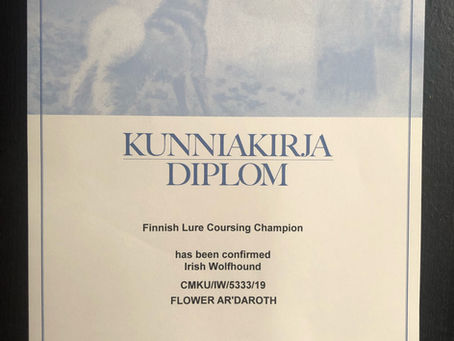 KUNNIAKIRJA
DIPLOM
Finnish Lure Coursing Champion
has been confirmed
Irish Wolfhound
CMKU/IW/5333/19
FLOWER AR'DAROTH